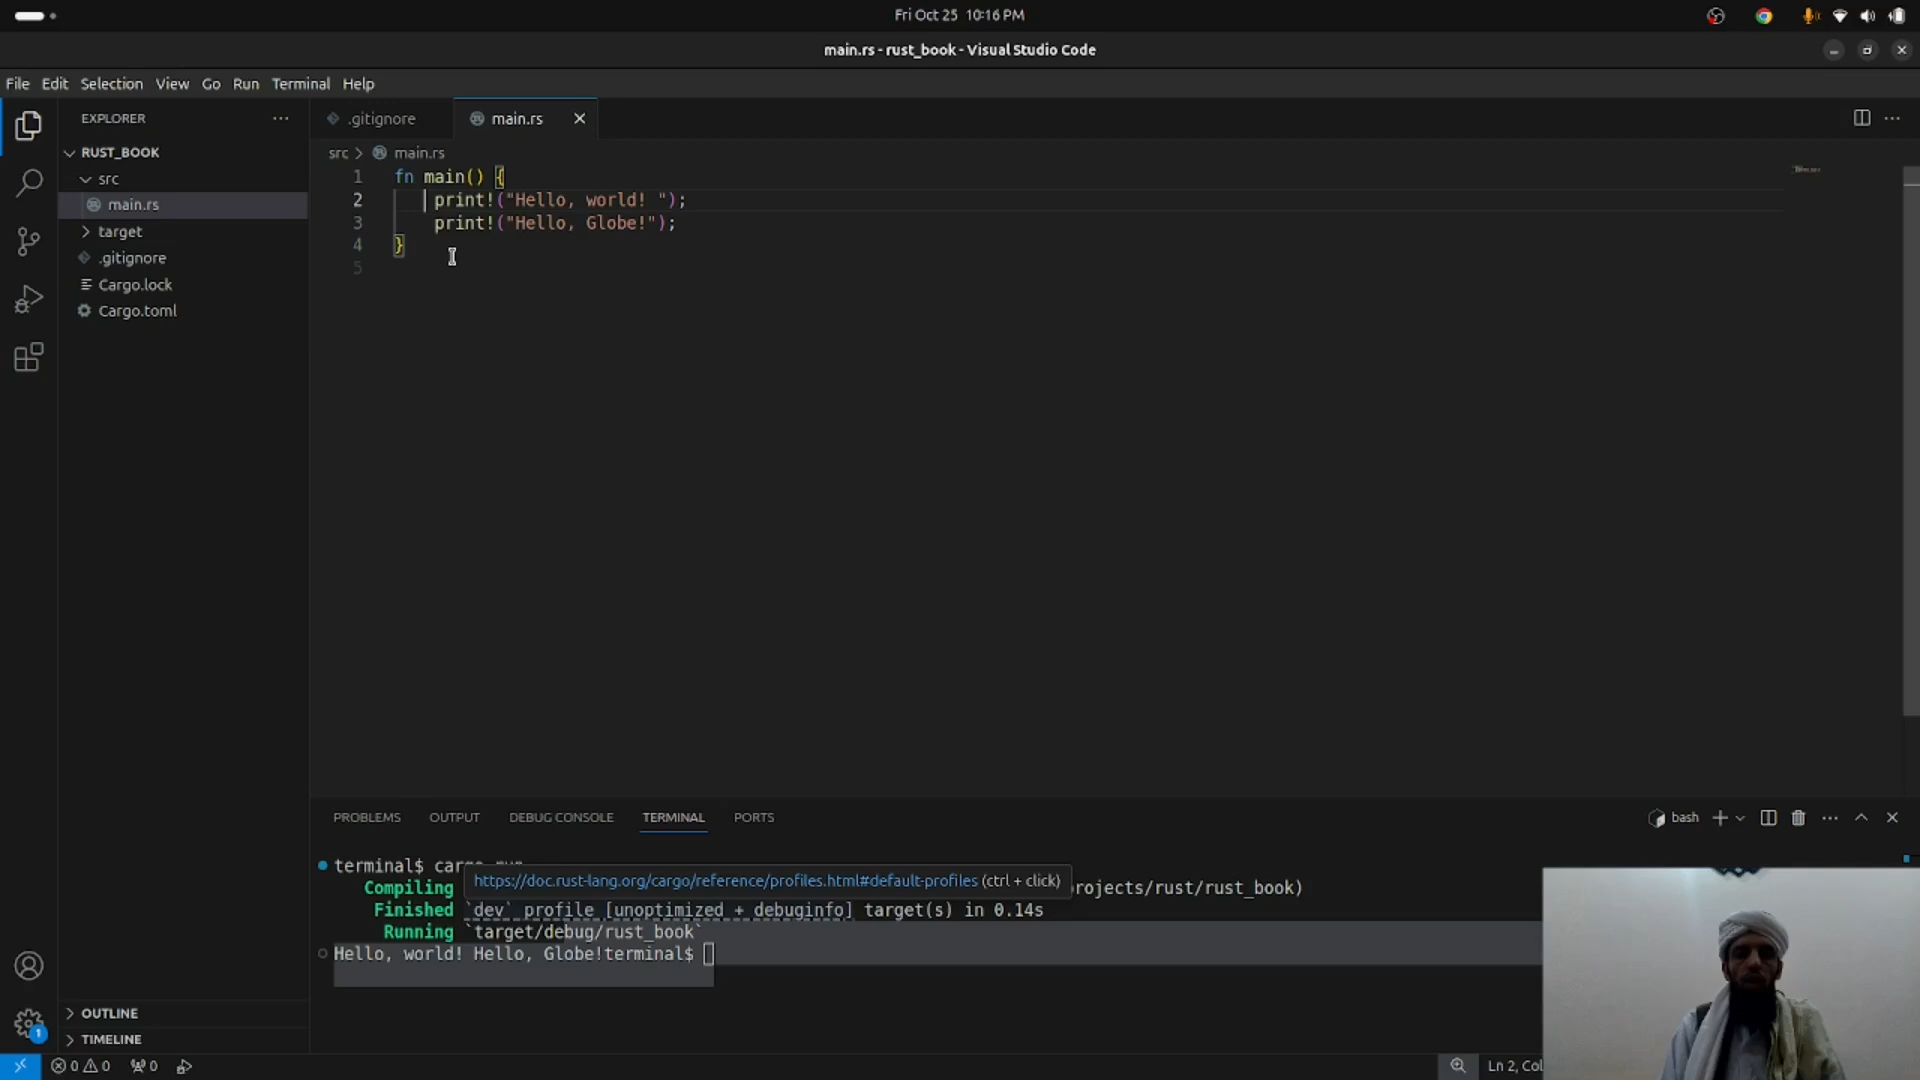 Fri Oct 25 10:16 PM
main.rs - rust_book - Visual Studio Code
File Edit Selection View Go Run Terminal Help
EXPLORER
RUST_BOOK
src
main.rs
target
.gitignore
Cargo.lock
Cargo.toml
OUTLINE
TIMELINE
.gitignore
main.rs
src > main.rs
1 fn main() {
2 print!("Hello, world! ");
3 print!("Hello, Globe!");
4 }
5
PROBLEMS OUTPUT DEBUG CONSOLE TERMINAL PORTS
bash
terminal$ cargo run
https://doc.rust-lang.org/cargo/reference/profiles.html#default-profiles (ctrl + click)
Compiling rojects/rust/rust_book)
Finished `dev` profile [unoptimized + debuginfo] target(s) in 0.14s
Running `target/debug/rust_book`
Hello, world! Hello, Globe!terminal$
1
0 0 0
Ln 2, Col